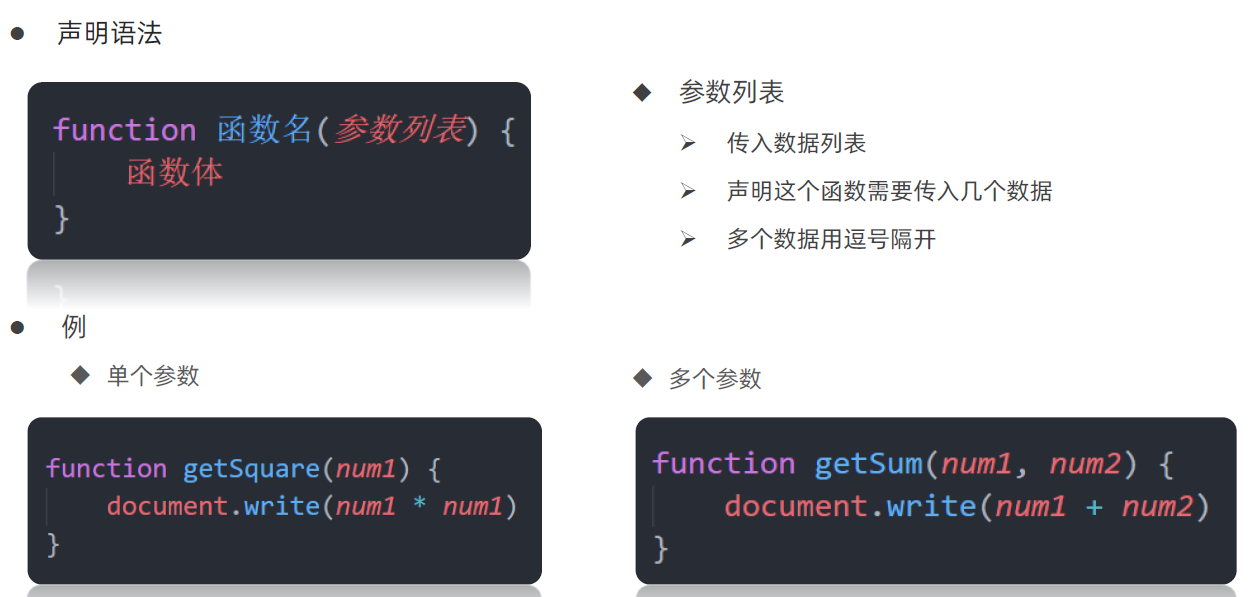 声明语法
function 函数名(参数列表) {
函数体
}
参数列表
传入数据列表
声明这个函数需要传入几个数据
多个数据用逗号隔开
例
单个参数
function getSquare(num1) {
document.write(num1 * num1)
}
多个参数
function getSum(num1, num2) {
document.write(num1 + num2)
}